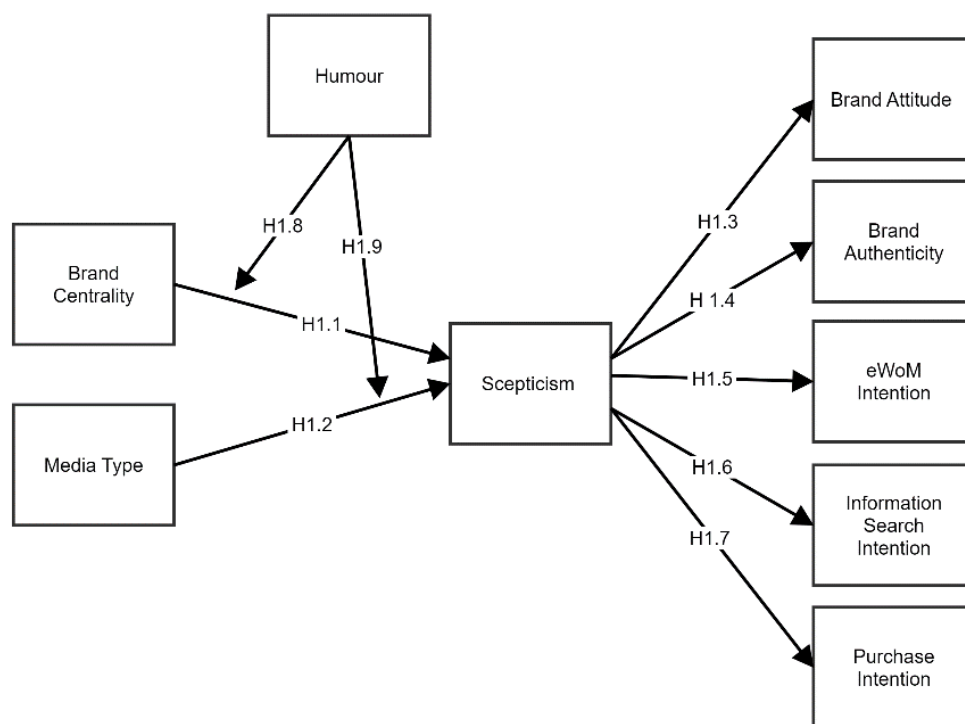 Humour
Brand Attitude
H1.8
H1.9
H1.3
Brand
Centrality
Brand
Authenticity
H1.1
H 1.4
Scepticism
H1.5
eWoM
Intention
Media Type
H1.2
H1.6
Information
Search
Intention
H1.7
Purchase
Intention